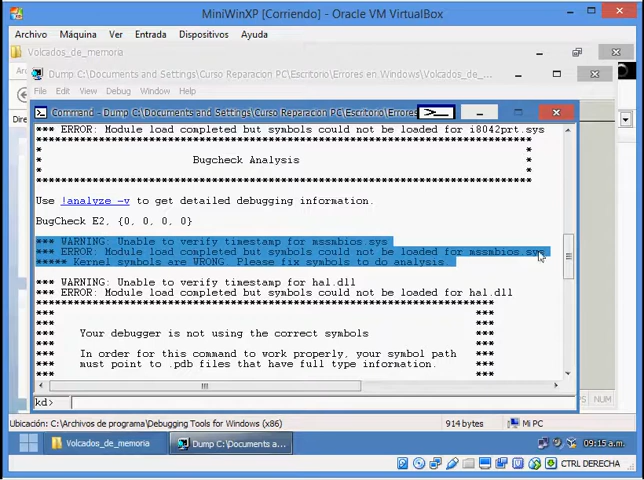 MiniWinXP [Corriendo] - Oracle VM VirtualBox
Archivo Máquina Ver Entrada Dispositivos Ayuda
Volcados_de_memoria
Dump C:\Documents and Settings\Curso Reparacion PC\Escritorio\Errores en Windows\Volcados_de_...
File Edit View Debug Window Help
Command - Dump C:\Documents and Settings\Curso Reparacion PC\Escritorio\Errores
*** ERROR: Module load completed but symbols could not be loaded for i8042prt.sys
Bugcheck Analysis
Use !analyze -v to get detailed debugging information.
BugCheck E2, {0, 0, 0, 0}
*** WARNING: Unable to verify timestamp for mssmbios sys
*** ERROR: Module load completed but symbols could not be loaded for mssmbios.sys
***** Kernel symbols are WRONG. Please fix symbols to do analysis.
*** WARNING: Unable to verify timestamp for hal.dll
*** ERROR: Module load completed but symbols could not be loaded for hal.dll
*** Your debugger is not using the correct symbols ***
*** In order for this command to work properly, your symbol path ***
*** must point to .pdb files that have full type information. ***
kd>
NUM
Ubicación: C:\Archivos de programa\Debugging Tools for Windows (x86) 914 bytes Mi PC
Volcados_de_memoria Dump C:\Documents a... 09:15 a.m.
CTRL DERECHA